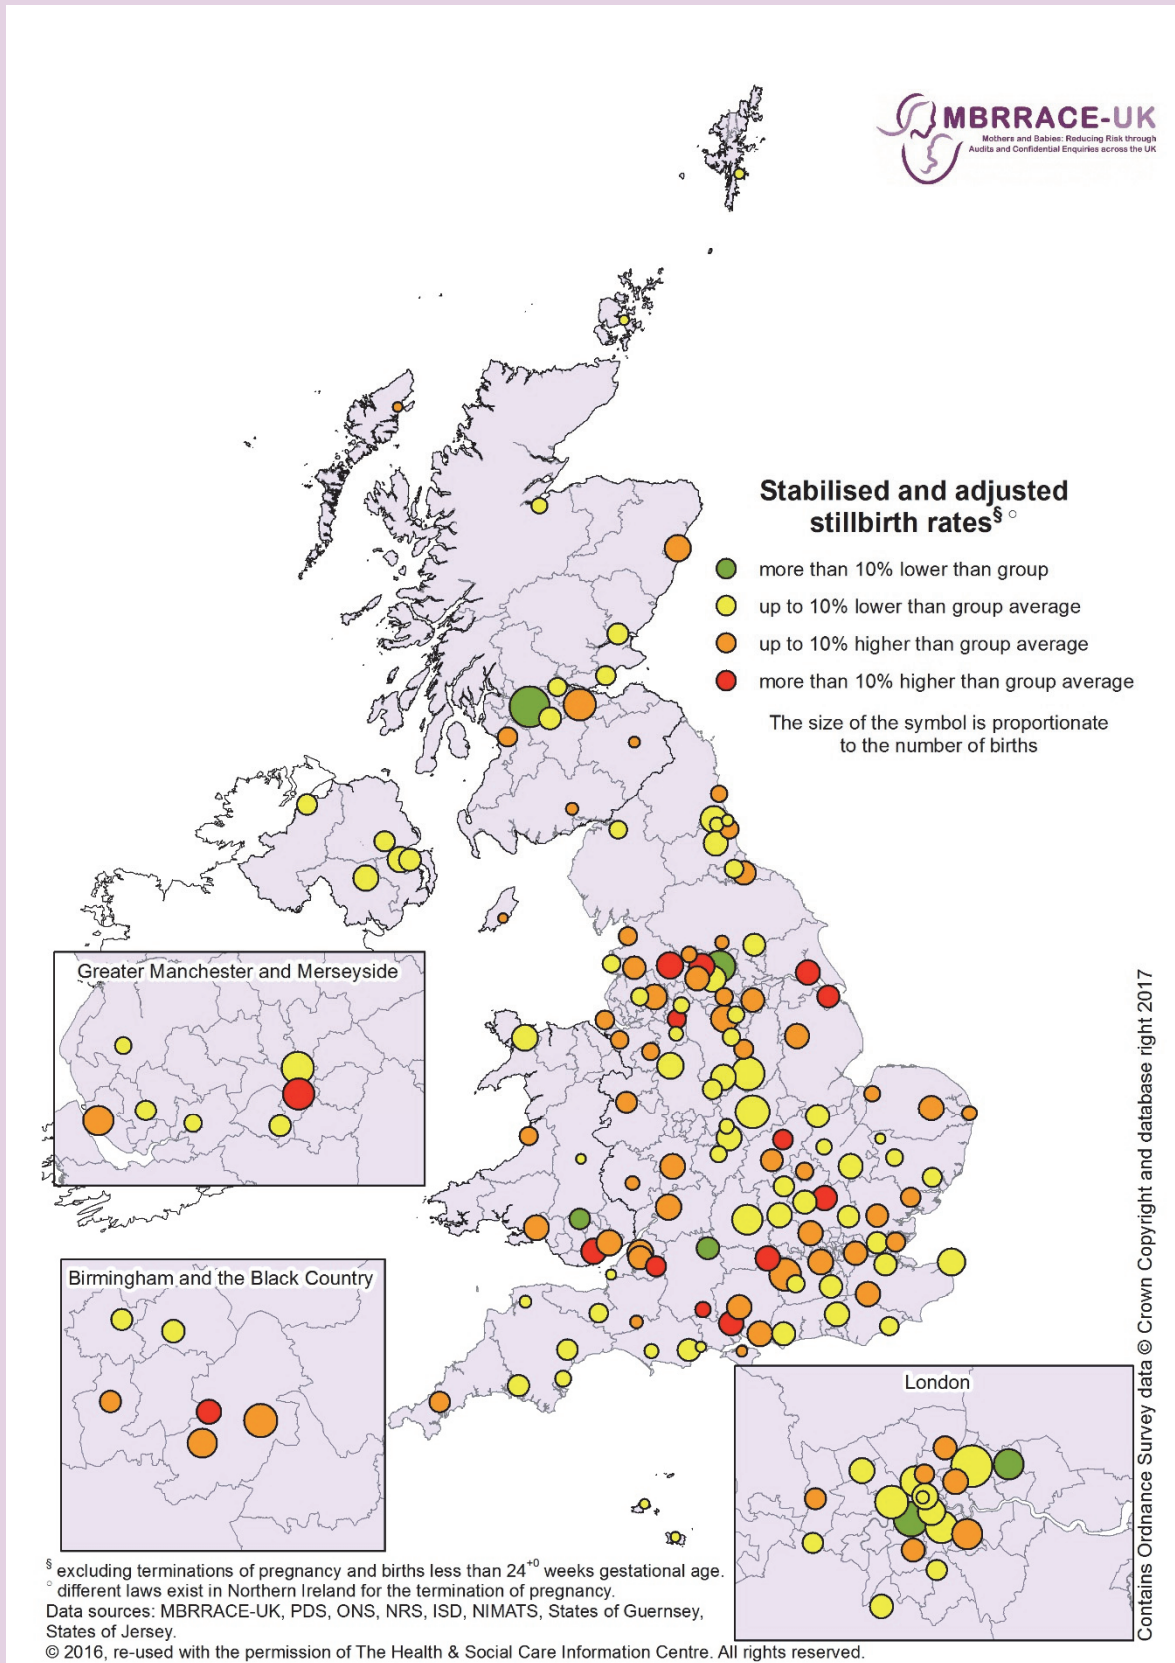 MBRRACE-UK
Mothers and Babies: Reducing Risk through
Audits and Confidential Enquiries across the UK
Stabilised and adjusted
stillbirth rates§ ○
more than 10% lower than group
up to 10% lower than group average
up to 10% higher than group average
more than 10% higher than group average
The size of the symbol is proportionate
to the number of births
Greater Manchester and Merseyside
Birmingham and the Black Country
London
Contains Ordnance Survey data © Crown Copyright and database right 2017
§ excluding terminations of pregnancy and births less than 24+0 weeks gestational age.
○ different laws exist in Northern Ireland for the termination of pregnancy.
Data sources: MBRRACE-UK, PDS, ONS, NRS, ISD, NIMATS, States of Guernsey,
States of Jersey.
© 2016, re-used with the permission of The Health & Social Care Information Centre. All rights reserved.